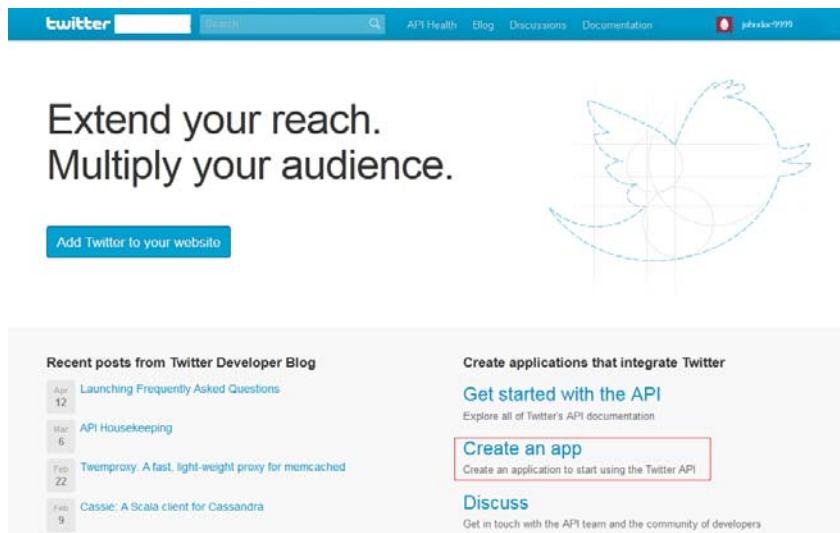 twitter
Search
API Health Blog Discussions Documentation
johndoe9999
Extend your reach.
Multiply your audience.
Add Twitter to your website
Recent posts from Twitter Developer Blog
Apr
12
Launching Frequently Asked Questions
Mar
6
API Housekeeping
Feb
22
Twemproxy. A fast, light-weight proxy for memcached
Feb
9
Cassie: A Scala client for Cassandra
Create applications that integrate Twitter
Get started with the API
Explore all of Twitter's API documentation
Create an app
Create an application to start using the Twitter API
Discuss
Get in touch with the API team and the community of developers